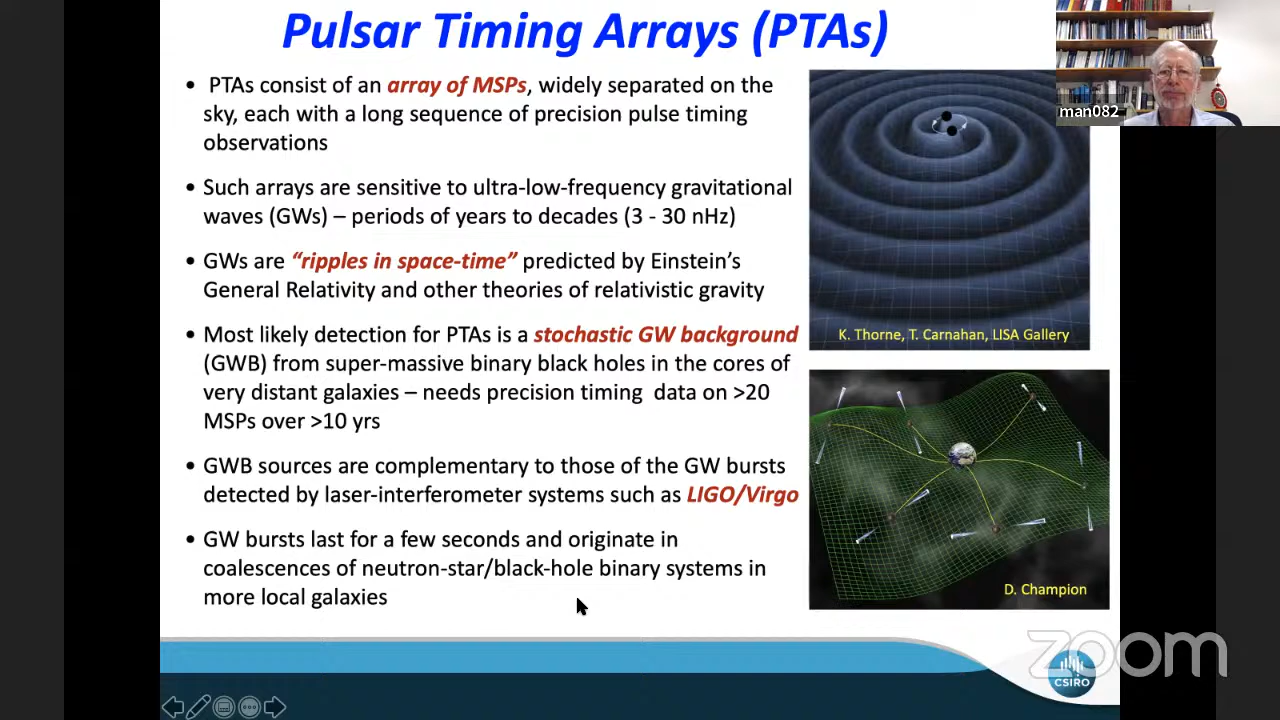 Pulsar Timing Arrays (PTAs)
• PTAs consist of an array of MSPs, widely separated on the
sky, each with a long sequence of precision pulse timing
observations
• Such arrays are sensitive to ultra-low-frequency gravitational
waves (GWs) – periods of years to decades (3 - 30 nHz)
• GWs are “ripples in space-time” predicted by Einstein’s
General Relativity and other theories of relativistic gravity
• Most likely detection for PTAs is a stochastic GW background
(GWB) from super-massive binary black holes in the cores of
very distant galaxies – needs precision timing data on >20
MSPs over >10 yrs
• GWB sources are complementary to those of the GW bursts
detected by laser-interferometer systems such as LIGO/Virgo
• GW bursts last for a few seconds and originate in
coalescences of neutron-star/black-hole binary systems in
more local galaxies
man082
K. Thorne, T. Carnahan, LISA Gallery
D. Champion
zoom
CSIRO